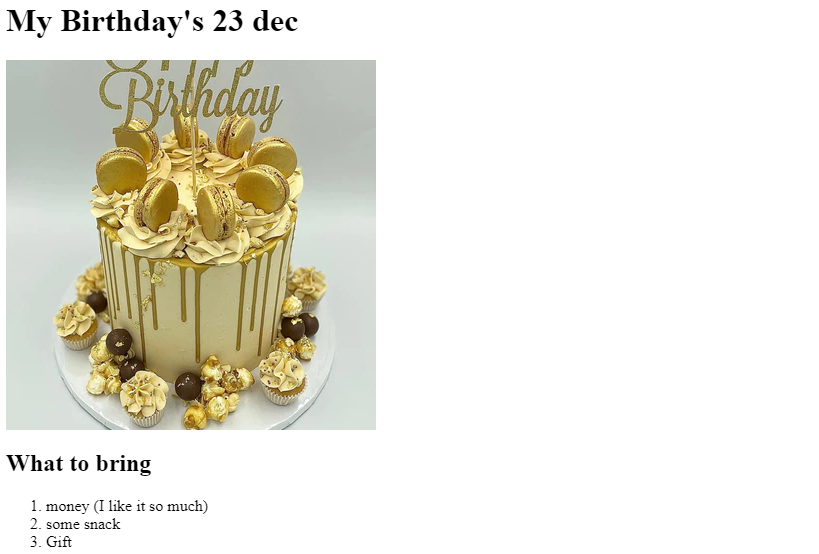 My Birthday's 23 dec
Birthday
What to bring
1. money (I like it so much)
2. some snack
3. Gift